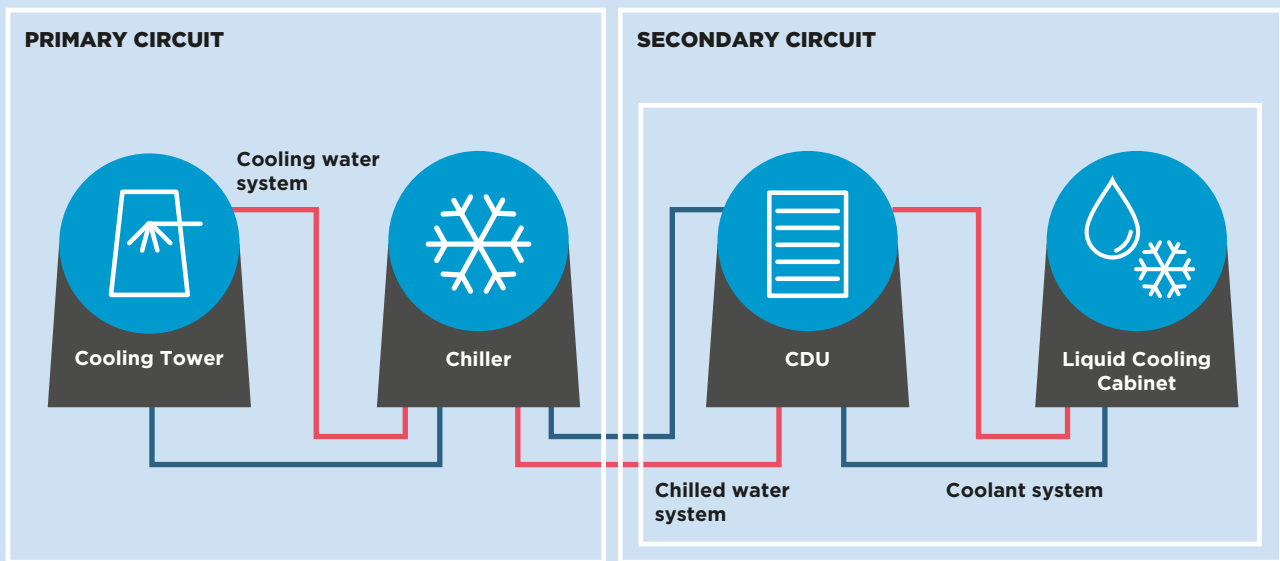 PRIMARY CIRCUIT
SECONDARY CIRCUIT
Cooling water
system
Cooling Tower
Chiller
CDU
Liquid Cooling
Cabinet
Chilled water
system
Coolant system